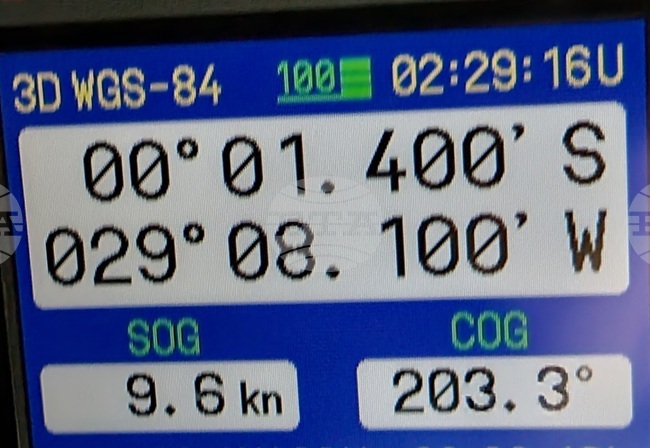 3D WGS-84 100 02:29:16U
00° 01. 400' S
029° 08. 100' W
SOG COG
9.6 kn 203.3°